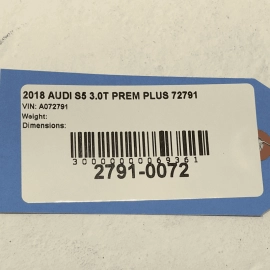 2018 AUDI S5 3.0T PREM PLUS 72791
VIN: A072791
Weight:
Dimensions:
3000000069361
2791-0072